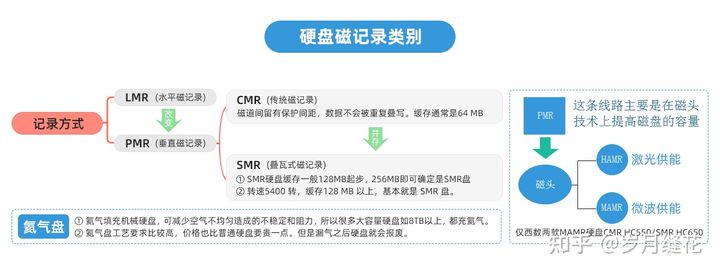 硬盘磁记录类别
记录方式
LMR (水平磁记录)
改变
PMR (垂直磁记录)
CMR (传统磁记录)
磁道间留有保护间距，数据不会被重复叠写。缓存通常是64 MB
并存
SMR (叠瓦式磁记录)
① SMR硬盘缓存一般128MB起步，256MB即可确定是SMR盘
② 转速5400 转，缓存128 MB 以上，基本就是 SMR 盘。
PMR
这条线路主要是在磁头
技术上提高磁盘的容量
磁头
HAMR
激光供能
MAMR
微波供能
仅西数两款MAMR硬盘CMR HC550/SMR HC650
氦气盘
① 氦气填充机械硬盘，可减少空气不均匀造成的不稳定和阻力，所以很多大容量硬盘如8TB以上，都充氦气。
② 氦气盘工艺要求比较高，价格也比普通硬盘要贵一点。但是漏气之后硬盘就会报废。
知乎 @岁月缝花